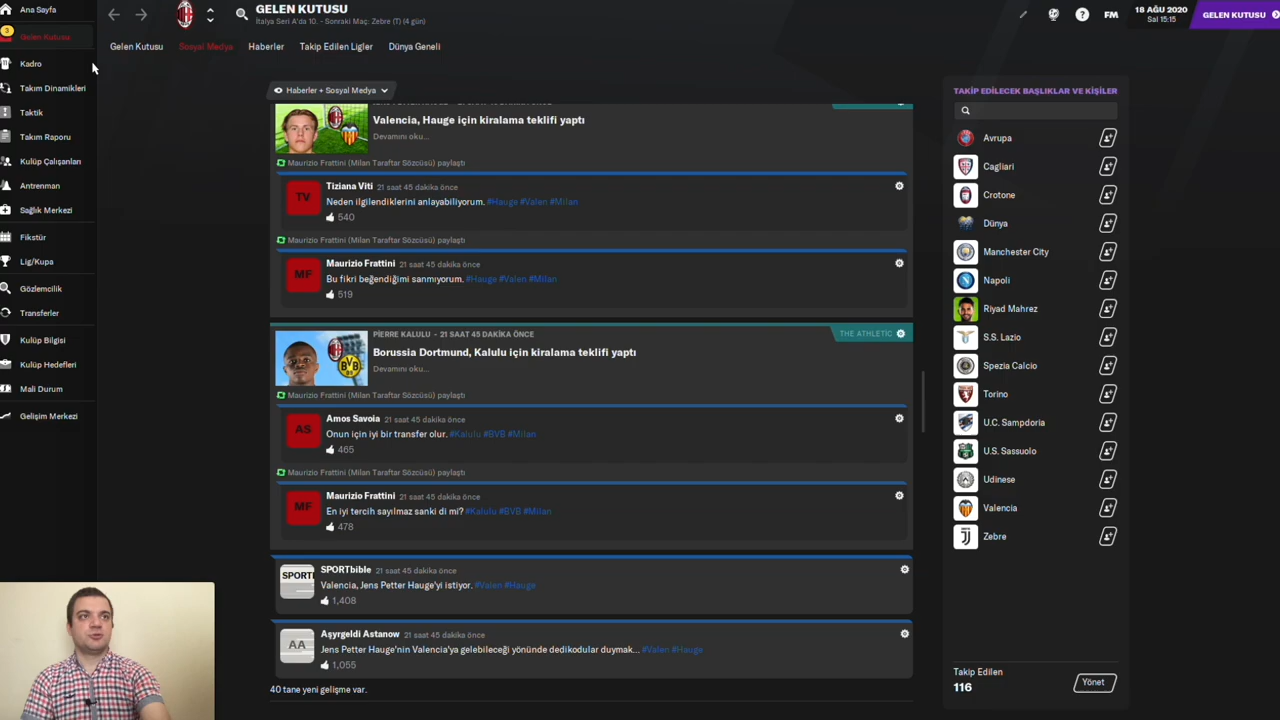 Ana Sayfa
3
Gelen Kutusu
Kadro
Takım Dinamikleri
Taktik
Takım Raporu
Kulüp Çalışanları
Antrenman
Sağlık Merkezi
Fikstür
Lig/Kupa
Gözlemcilik
Transferler
Kulüp Bilgisi
Kulüp Hedefleri
Mali Durum
Gelişim Merkezi
GELEN KUTUSU
İtalya Seri A'da 10. - Sonraki Maç: Zebre (T) (4 gün)
FM
18 AĞU 2020
Sal 15:15
GELEN KUTUSU
Gelen Kutusu
Sosyal Medya
Haberler
Takip Edilen Ligler
Dünya Geneli
Haberler + Sosyal Medya
Valencia, Hauge için kiralama teklifi yaptı
Devamını oku...
Maurizio Frattini (Milan Taraftar Sözcüsü) paylaştı
TV
Tiziana Viti 21 saat 45 dakika önce
Neden ilgilendiklerini anlayabiliyorum. #Hauge #Valen #Milan
540
Maurizio Frattini (Milan Taraftar Sözcüsü) paylaştı
MF
Maurizio Frattini 21 saat 45 dakika önce
Bu fikri beğendiğimi sanmıyorum. #Hauge #Valen #Milan
519
PİERRE KALULU - 21 SAAT 45 DAKİKA ÖNCE
THE ATHLETİC
Borussia Dortmund, Kalulu için kiralama teklifi yaptı
Devamını oku...
Maurizio Frattini (Milan Taraftar Sözcüsü) paylaştı
AS
Amos Savoia 21 saat 45 dakika önce
Onun için iyi bir transfer olur. #Kalulu #BVB #Milan
465
Maurizio Frattini (Milan Taraftar Sözcüsü) paylaştı
MF
Maurizio Frattini 21 saat 45 dakika önce
En iyi tercih sayılmaz sanki di mi? #Kalulu #BVB #Milan
478
SPORTbible 21 saat 45 dakika önce
Valencia, Jens Petter Hauge'yi istiyor. #Valen #Hauge
1,408
AA
Aşyrgeldi Astanow 21 saat 45 dakika önce
Jens Petter Hauge'nin Valencia'ya gelebileceği yönünde dedikodular duymak... #Valen #Hauge
1,055
40 tane yeni gelişme var.
TAKİP EDİLECEK BAŞLIKLAR VE KİŞİLER
Avrupa
Cagliari
Crotone
Dünya
Manchester City
Napoli
Riyad Mahrez
S.S. Lazio
Spezia Calcio
Torino
U.C. Sampdoria
U.S. Sassuolo
Udinese
Valencia
Zebre
Takip Edilen
116
Yönet